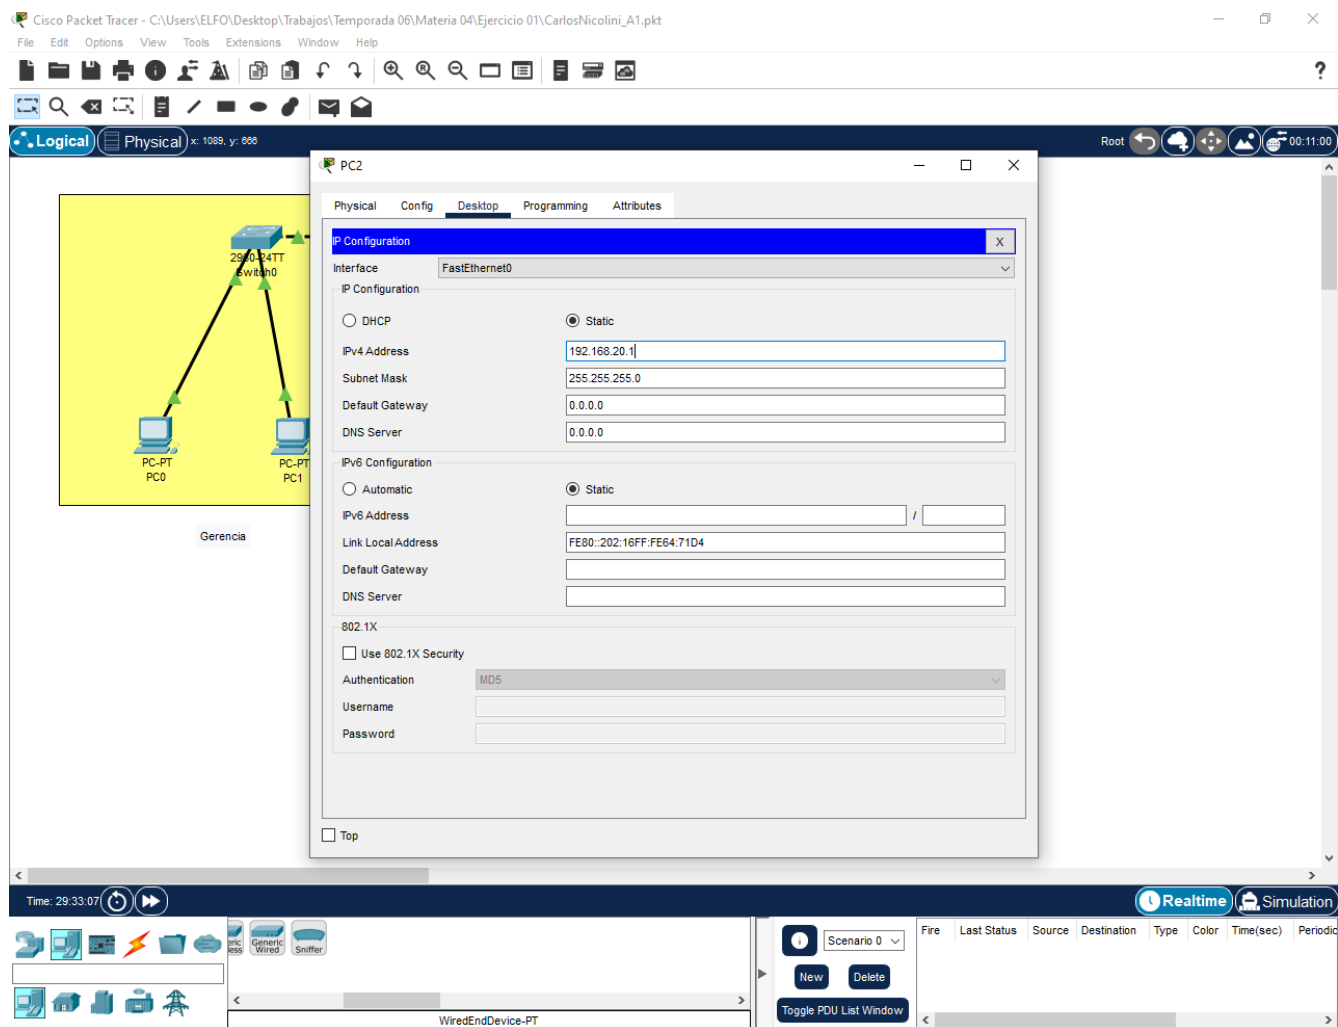 Cisco Packet Tracer - C:\Users\ELFO\Desktop\Trabajos\Temporada 06\Materia 04\Ejercicio 01\CarlosNicolini_A1.pkt
File Edit Options View Tools Extensions Window Help
?
Logical Physical x: 1089, y: 666 Root 00:11:00
PC2
Physical Config Desktop Programming Attributes
IP Configuration X
Interface FastEthernet0
IP Configuration
DHCP Static
IPv4 Address 192.168.20.1
Subnet Mask 255.255.255.0
Default Gateway 0.0.0.0
DNS Server 0.0.0.0
IPv6 Configuration
Automatic Static
IPv6 Address /
Link Local Address FE80::202:16FF:FE64:71D4
Default Gateway
DNS Server
802.1X
Use 802.1X Security
Authentication MD5
Username
Password
Top
2960-24TT
Switch0
PC-PT PC-PT
PC0 PC1
Gerencia
Time: 29:33:07 Realtime Simulation
Generic
Wired
Sniffer
WiredEndDevice-PT
Scenario 0
New Delete
Toggle PDU List Window
Fire Last Status Source Destination Type Color Time(sec) Periodic